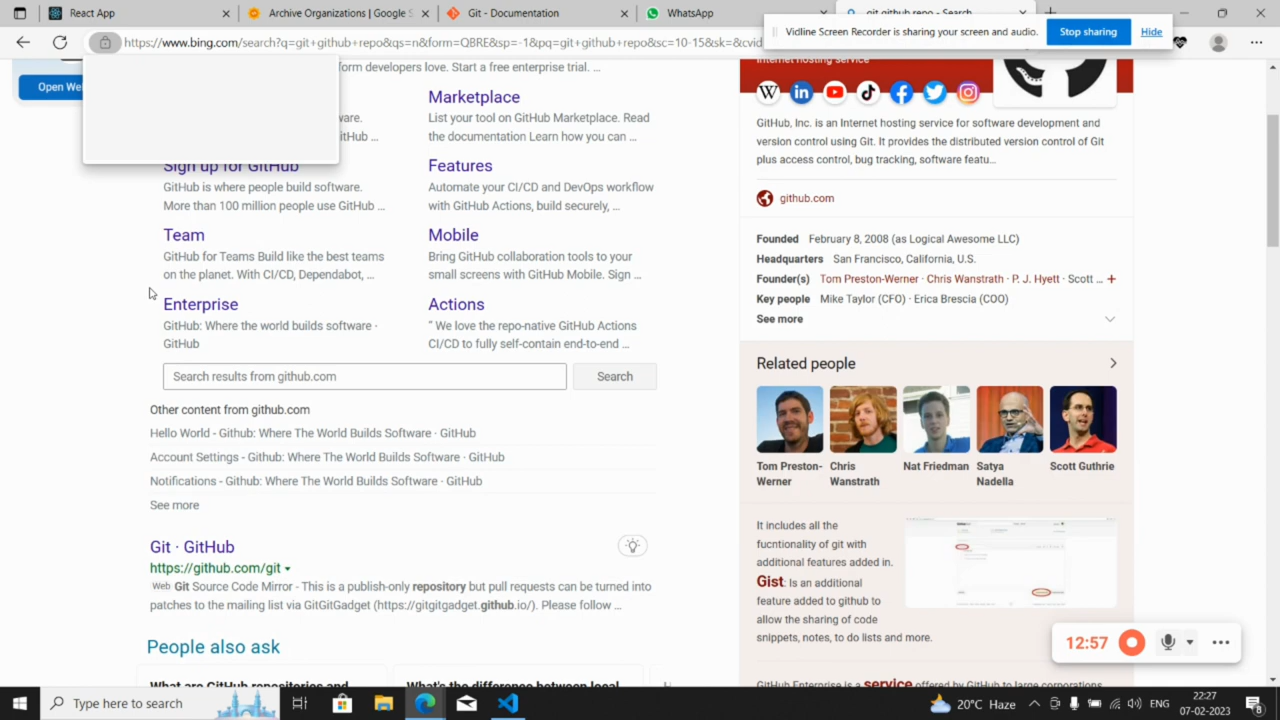 React App
Archive Organizations | Google S
Git - Documentation
WhatsApp
git github repo - Search
Vidline Screen Recorder is sharing your screen and audio.
Stop sharing
Hide
https://www.bing.com/search?q=git+github+repo&qs=n&form=QBRE&sp=-1&pq=git+github+repo&sc=10-15&sk=&cvid
Open We
form developers love. Start a free enterprise trial. ...
Marketplace
List your tool on GitHub Marketplace. Read
the documentation Learn how you can ...
ware.
itHub ...
Sign up for GitHub
GitHub is where people build software.
More than 100 million people use GitHub ...
Features
Automate your CI/CD and DevOps workflow
with GitHub Actions, build securely, ...
Team
GitHub for Teams Build like the best teams
on the planet. With CI/CD, Dependabot, ...
Mobile
Bring GitHub collaboration tools to your
small screens with GitHub Mobile. Sign ...
Enterprise
GitHub: Where the world builds software ·
GitHub
Actions
“ We love the repo-native GitHub Actions
CI/CD to fully self-contain end-to-end ...
Search results from github.com
Search
Other content from github.com
Hello World - Github: Where The World Builds Software · GitHub
Account Settings - Github: Where The World Builds Software · GitHub
Notifications - Github: Where The World Builds Software · GitHub
See more
Git · GitHub
https://github.com/git
Web Git Source Code Mirror - This is a publish-only repository but pull requests can be turned into
patches to the mailing list via GitGitGadget (https://gitgitgadget.github.io/). Please follow ...
People also ask
What are GitHub repositories and
What's the difference between local
Internet hosting service
W
in
GitHub, Inc. is an Internet hosting service for software development and
version control using Git. It provides the distributed version control of Git
plus access control, bug tracking, software featu...
github.com
Founded February 8, 2008 (as Logical Awesome LLC)
Headquarters San Francisco, California, U.S.
Founder(s) Tom Preston-Werner · Chris Wanstrath · P. J. Hyett · Scott ... +
Key people Mike Taylor (CFO) · Erica Brescia (COO)
See more
Related people
Tom Preston-
Werner
Chris
Wanstrath
Nat Friedman
Satya
Nadella
Scott Guthrie
It includes all the
fucntionality of git with
additional features added in.
Gist: Is an additional
feature added to github to
allow the sharing of code
snippets, notes, to do lists and more.
GitHub Enterprise is a service offered by GitHub to large corporations
12:57
Type here to search
20°C Haze
ENG
22:27
07-02-2023
8